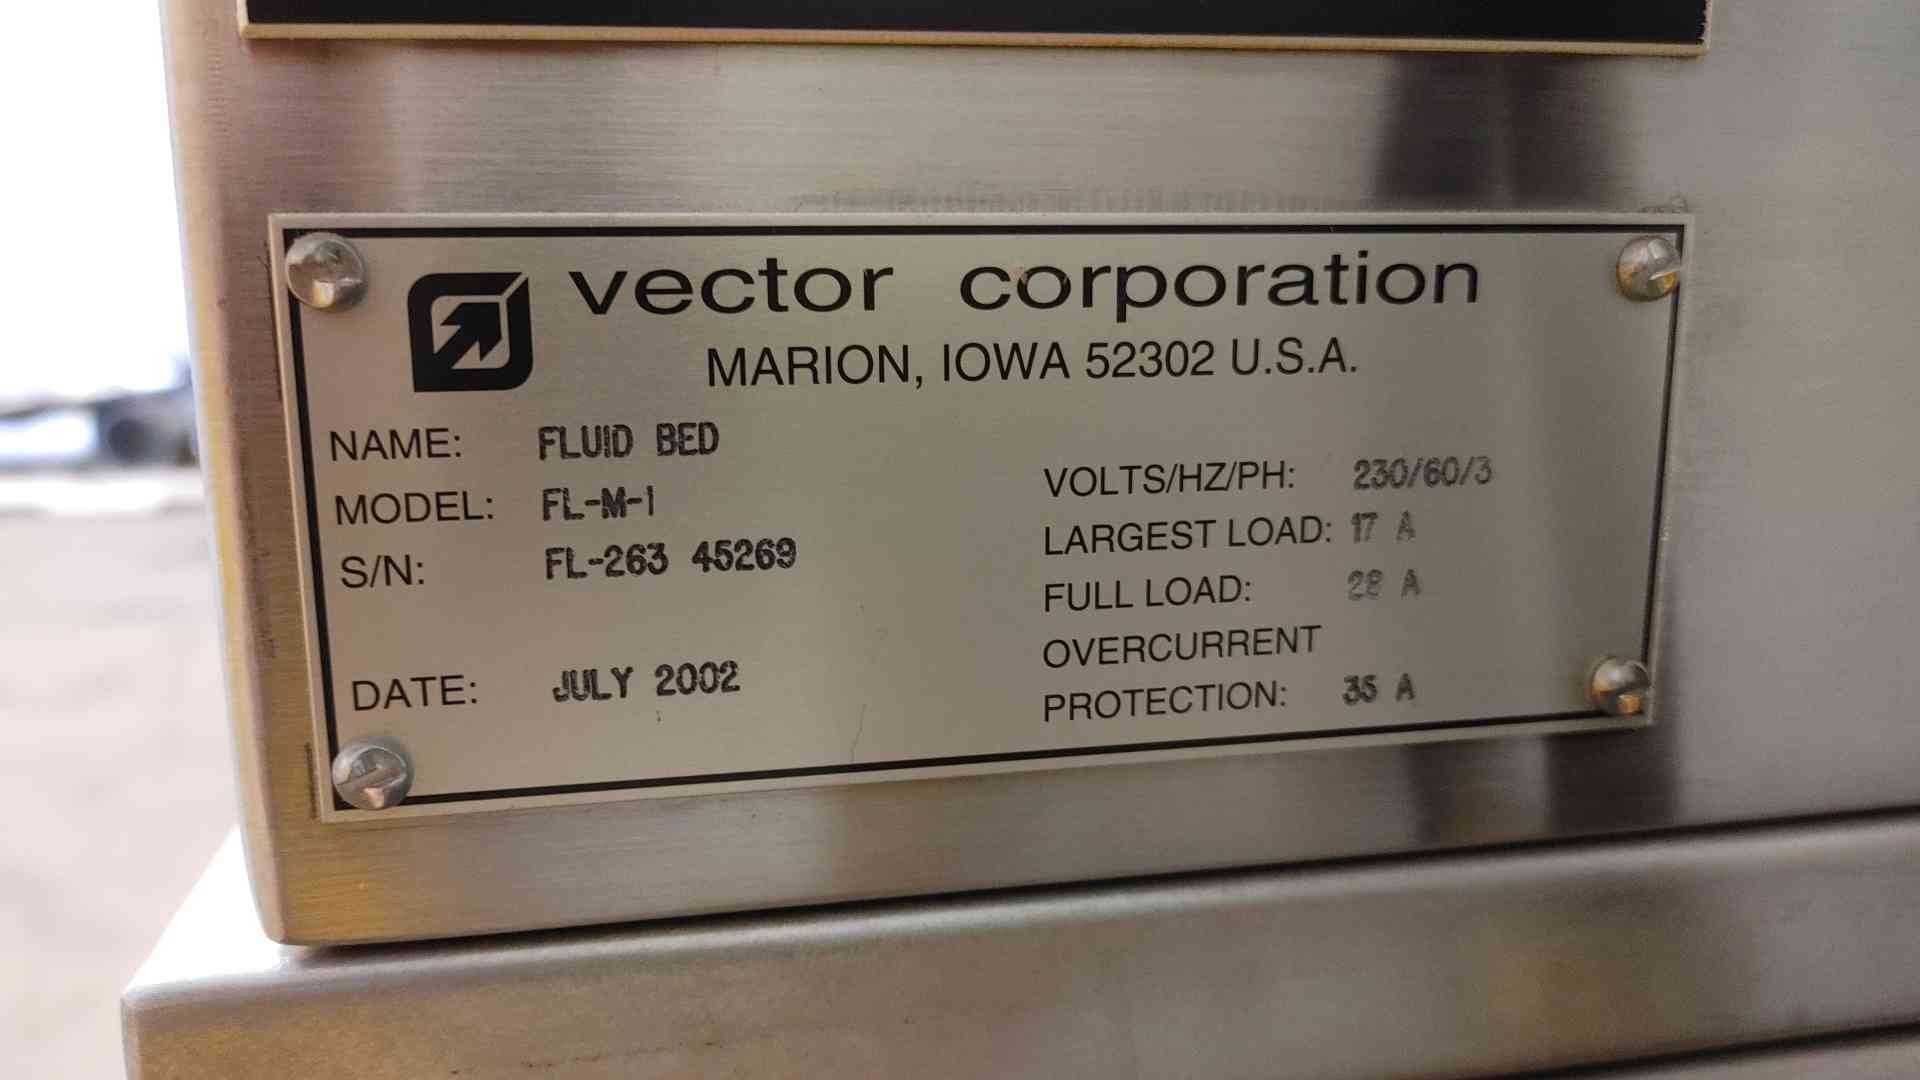 vector corporation
MARION, IOWA 52302 U.S.A.
NAME: FLUID BED
MODEL: FL-M-1
S/N: FL-263 45269
DATE: JULY 2002
VOLTS/HZ/PH: 230/60/3
LARGEST LOAD: 17 A
FULL LOAD: 28 A
OVERCURRENT
PROTECTION: 35 A